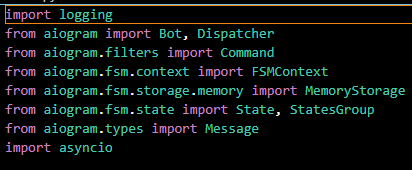 import logging
from aiogram import Bot, Dispatcher
from aiogram.filters import Command
from aiogram.fsm.context import FSMContext
from aiogram.fsm.storage.memory import MemoryStorage
from aiogram.fsm.state import State, StatesGroup
from aiogram.types import Message
import asyncio